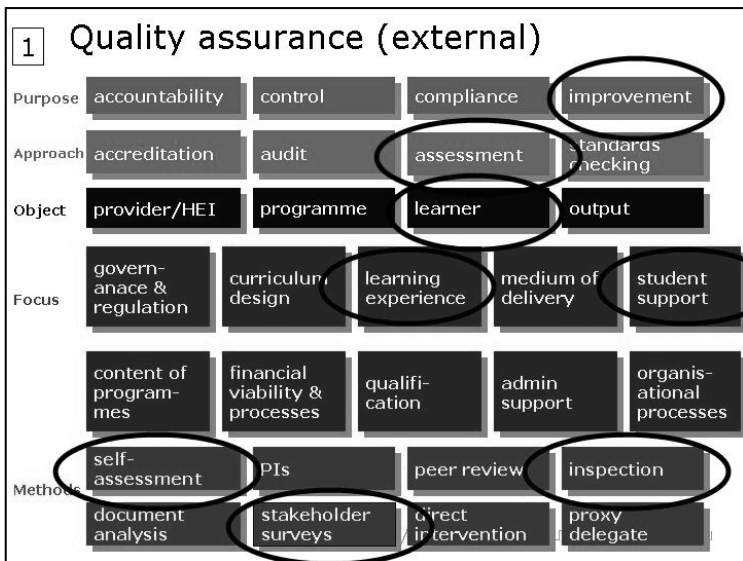 1 Quality assurance (external)
Purpose accountability control compliance improvement
Approach accreditation audit assessment standards checking
Object provider/HEI programme learner output
Focus
govern-
anace &
regulation
curriculum
design
learning
experience
medium of
delivery
student
support
content of
program-
mes
financial
viability &
processes
qualifi-
cation
admin
support
organis-
ational
processes
Methods
self-
assessment
PIs
peer review
inspection
document
analysis
stakeholder
surveys
direct
intervention
proxy
delegate